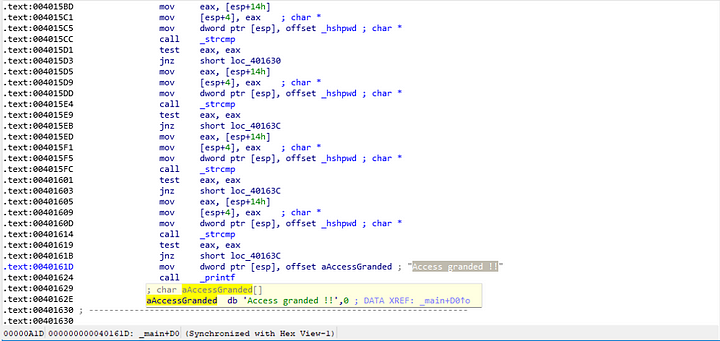 .text:004015BD mov eax, [esp+14h]
.text:004015C1 mov [esp+4], eax ; char *
.text:004015C5 mov dword ptr [esp], offset _hshpwd ; char *
.text:004015CC call _strcmp
.text:004015D1 test eax, eax
.text:004015D3 jnz short loc_401630
.text:004015D5 mov eax, [esp+14h]
.text:004015D9 mov [esp+4], eax ; char *
.text:004015DD mov dword ptr [esp], offset _hshpwd ; char *
.text:004015E4 call _strcmp
.text:004015E9 test eax, eax
.text:004015EB jnz short loc_40163C
.text:004015ED mov eax, [esp+14h]
.text:004015F1 mov [esp+4], eax ; char *
.text:004015F5 mov dword ptr [esp], offset _hshpwd ; char *
.text:004015FC call _strcmp
.text:00401601 test eax, eax
.text:00401603 jnz short loc_40163C
.text:00401605 mov eax, [esp+14h]
.text:00401609 mov [esp+4], eax ; char *
.text:0040160D mov dword ptr [esp], offset _hshpwd ; char *
.text:00401614 call _strcmp
.text:00401619 test eax, eax
.text:0040161B jnz short loc_40163C
.text:0040161D mov dword ptr [esp], offset aAccessGranded ; "Access granded !!"
.text:00401624 call _printf
.text:00401629 ; char aAccessGranded[]
.text:0040162E aAccessGranded db 'Access granded !!',0 ; DATA XREF: _main+D0↑o
.text:00401630 ; ---------------------------------------------------------------------------
.text:00401630
00000A1D 000000000040161D: _main+D0 (Synchronized with Hex View-1)